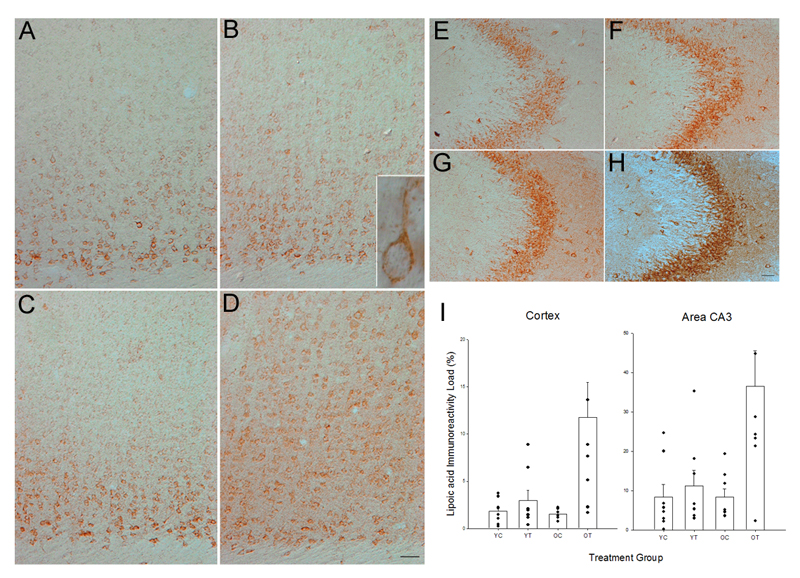 A
B
C
D
E
F
G
H
I
Cortex
Area CA3
Lipoic acid Immunoreactivity Load (%)
20
15
10
5
0
YC YT OC OT
50
40
30
20
10
0
YC YT OC OT
Treatment Group